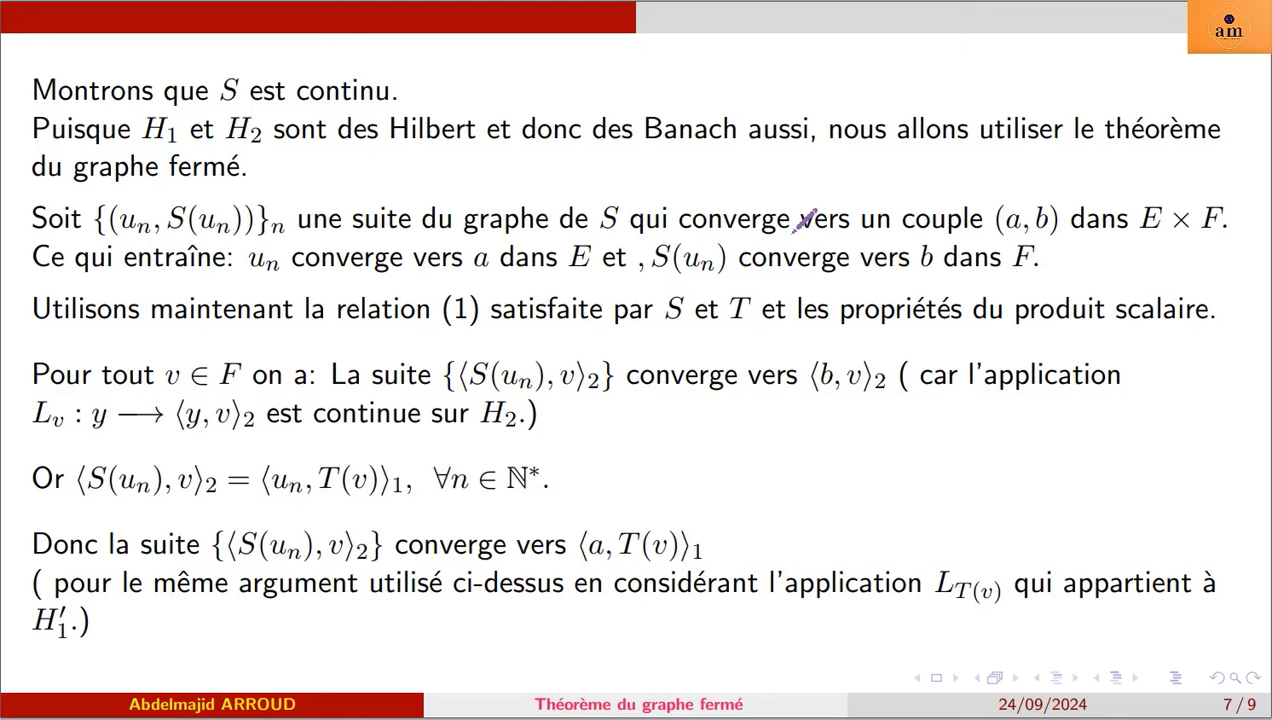 am
Montrons que S est continu.
Puisque H₁ et H₂ sont des Hilbert et donc des Banach aussi, nous allons utiliser le théorème
du graphe fermé.
Soit {(uₙ, S(uₙ))}ₙ une suite du graphe de S qui converge vers un couple (a, b) dans E × F.
Ce qui entraîne: uₙ converge vers a dans E et , S(uₙ) converge vers b dans F.
Utilisons maintenant la relation (1) satisfaite par S et T et les propriétés du produit scalaire.
Pour tout v ∈ F on a: La suite {⟨S(uₙ), v⟩₂} converge vers ⟨b, v⟩₂ ( car l'application
Lᵥ : y ⟶ ⟨y, v⟩₂ est continue sur H₂.)
Or ⟨S(uₙ), v⟩₂ = ⟨uₙ, T(v)⟩₁, ∀n ∈ ℕ*.
Donc la suite {⟨S(uₙ), v⟩₂} converge vers ⟨a, T(v)⟩₁
( pour le même argument utilisé ci-dessus en considérant l'application L_{T(v)} qui appartient à
H₁′.)
Abdelmajid ARROUD Théorème du graphe fermé 24/09/2024 7 / 9